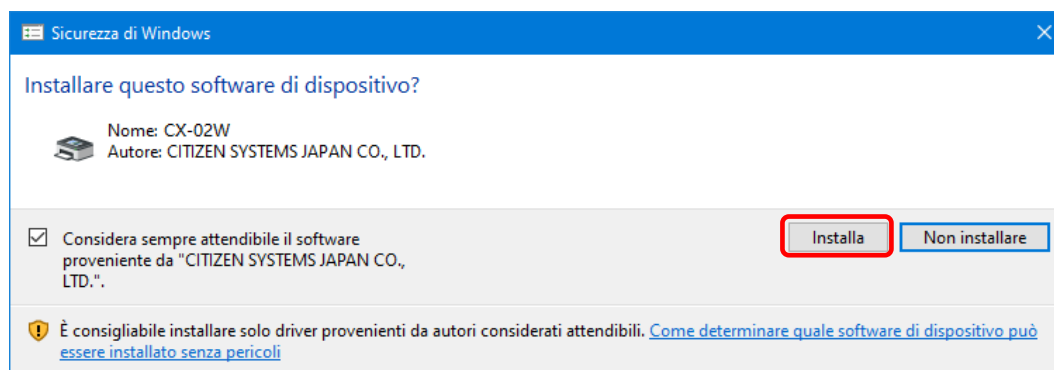 Sicurezza di Windows
Installare questo software di dispositivo?
Nome: CX-02W
Autore: CITIZEN SYSTEMS JAPAN CO., LTD.
Considera sempre attendibile il software
proveniente da "CITIZEN SYSTEMS JAPAN CO.,
LTD.".
Installa
Non installare
È consigliabile installare solo driver provenienti da autori considerati attendibili. Come determinare quale software di dispositivo può
essere installato senza pericoli